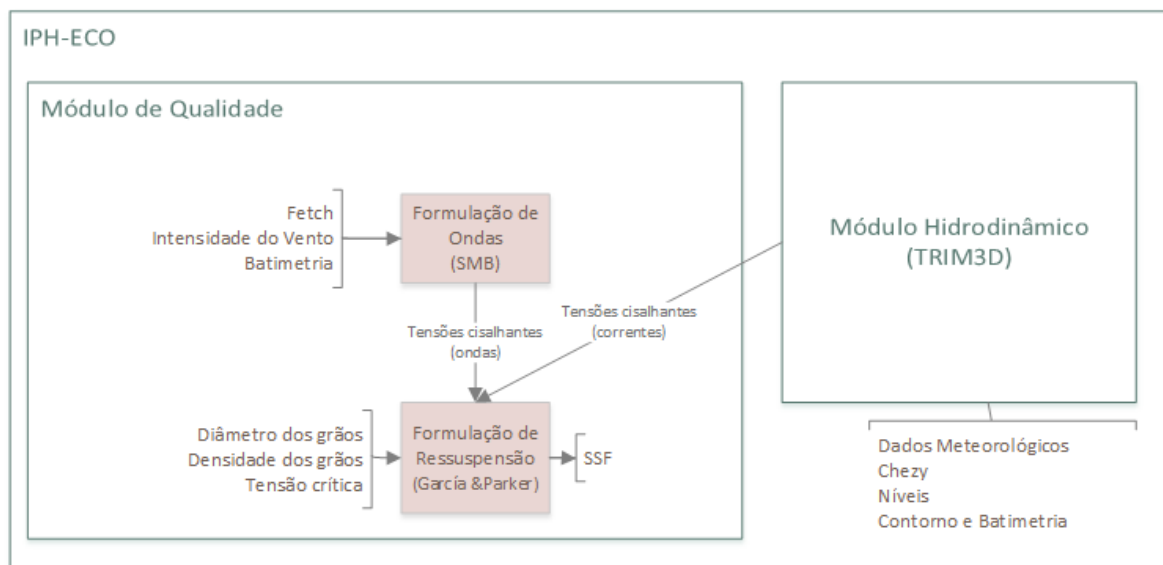 IPH-ECO
Módulo de Qualidade
Fetch
Intensidade do Vento
Batimetria
Formulação de
Ondas
(SMB)
Módulo Hidrodinâmico
(TRIM3D)
Tensões cisalhantes
(ondas)
Tensões cisalhantes
(correntes)
Diâmetro dos grãos
Densidade dos grãos
Tensão crítica
Formulação de
Ressuspensão
(García &Parker)
SSF
Dados Meteorológicos
Chezy
Níveis
Contorno e Batimetria